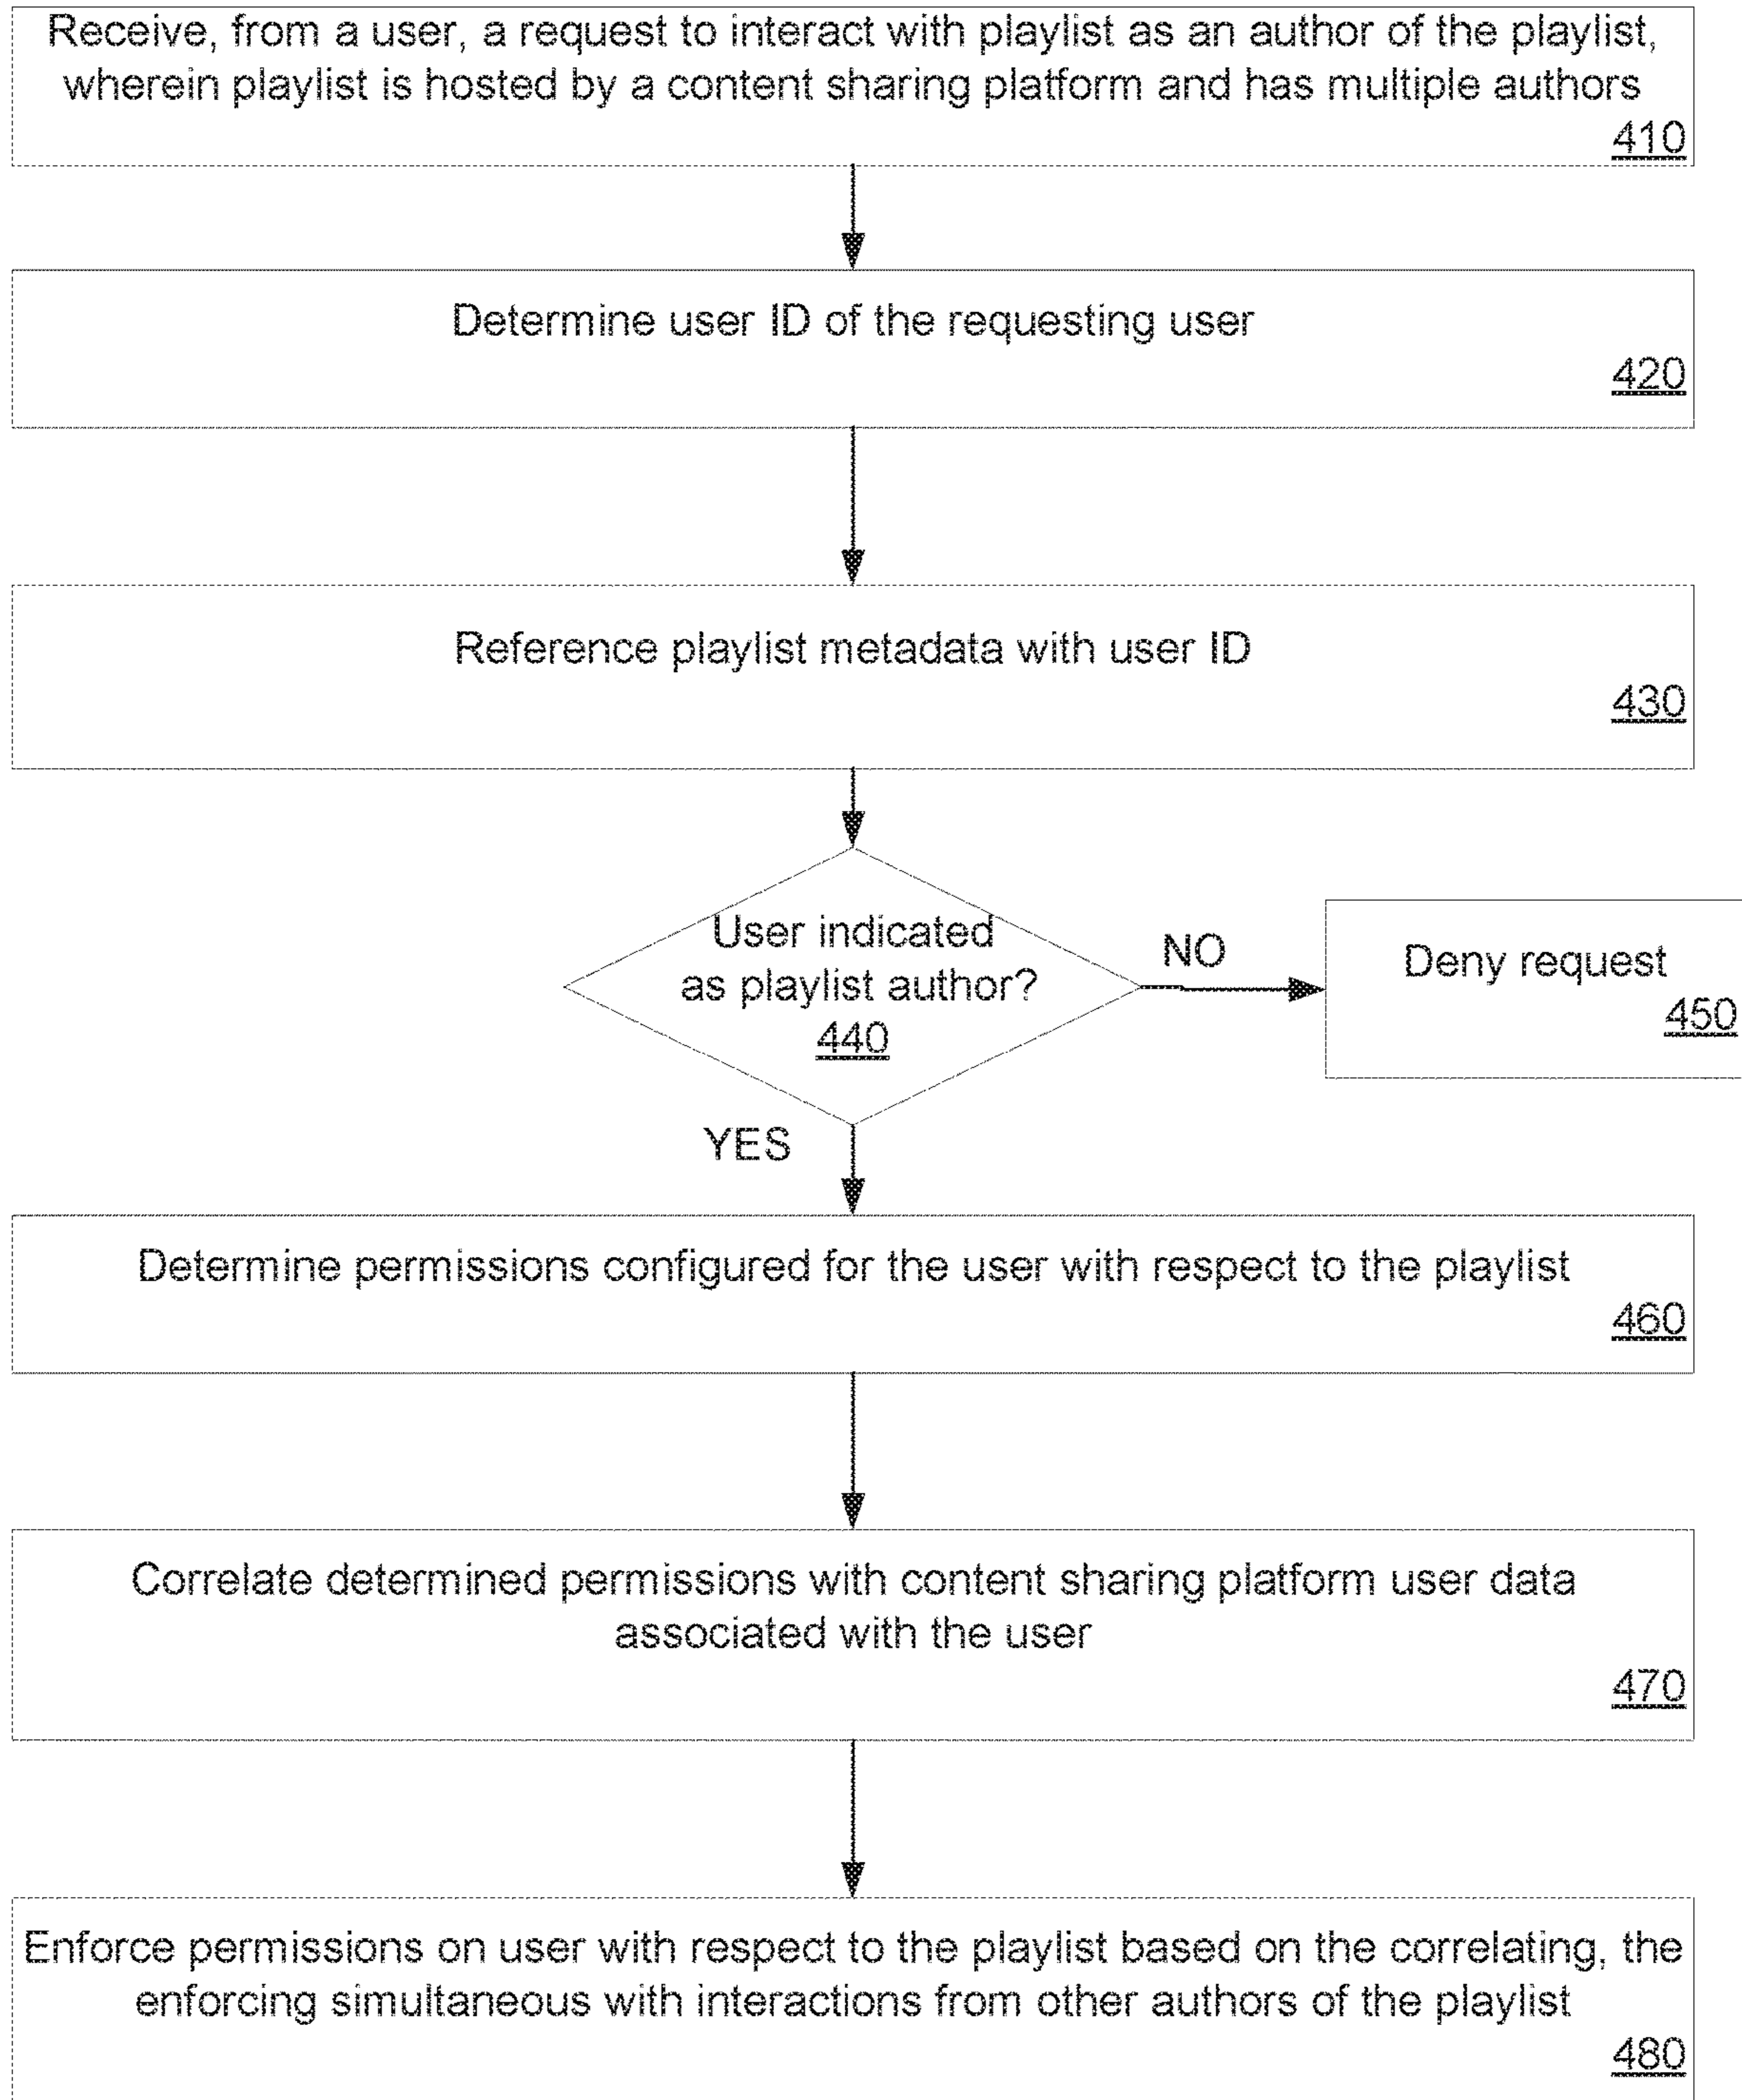 Receive, from a user, a request to interact with playlist as an author of the playlist,
wherein playlist is hosted by a content sharing platform and has multiple authors
410
Determine user ID of the requesting user
420
Reference playlist metadata with user ID
430
User indicated
as playlist author?
440
NO
Deny request
450
YES
Determine permissions configured for the user with respect to the playlist
460
Correlate determined permissions with content sharing platform user data
associated with the user
470
Enforce permissions on user with respect to the playlist based on the correlating, the
enforcing simultaneous with interactions from other authors of the playlist
480